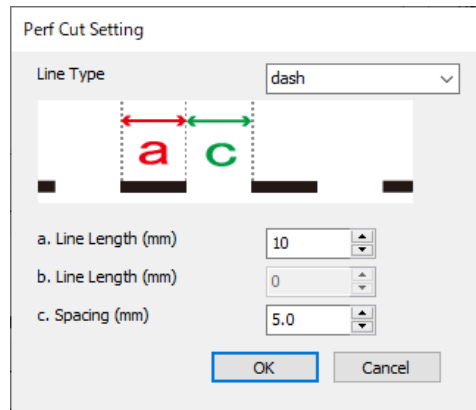 Perf Cut Setting
Line Type
dash
a
c
a. Line Length (mm)
10
b. Line Length (mm)
0
c. Spacing (mm)
5.0
OK
Cancel